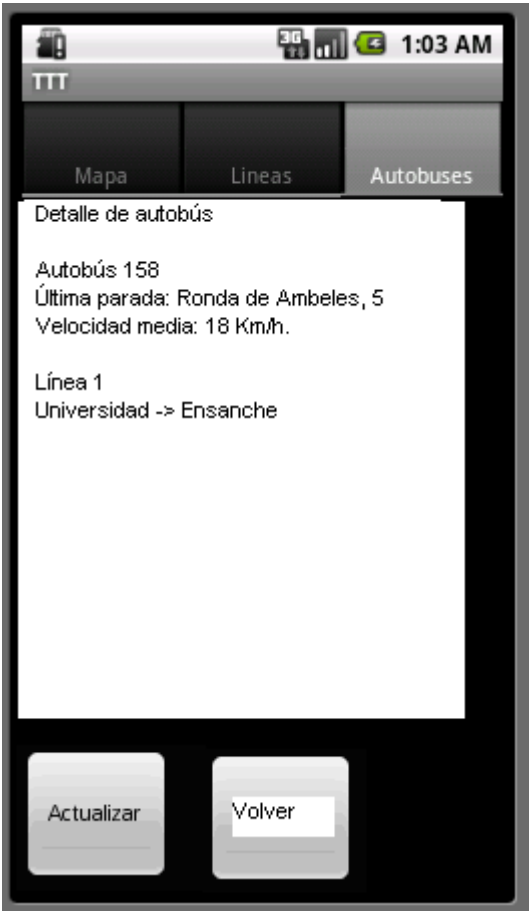 3G 1:03 AM
TTT
Mapa Lineas Autobuses
Detalle de autobús
Autobús 158
Última parada: Ronda de Ambeles, 5
Velocidad media: 18 Km/h.
Línea 1
Universidad -> Ensanche
Actualizar Volver